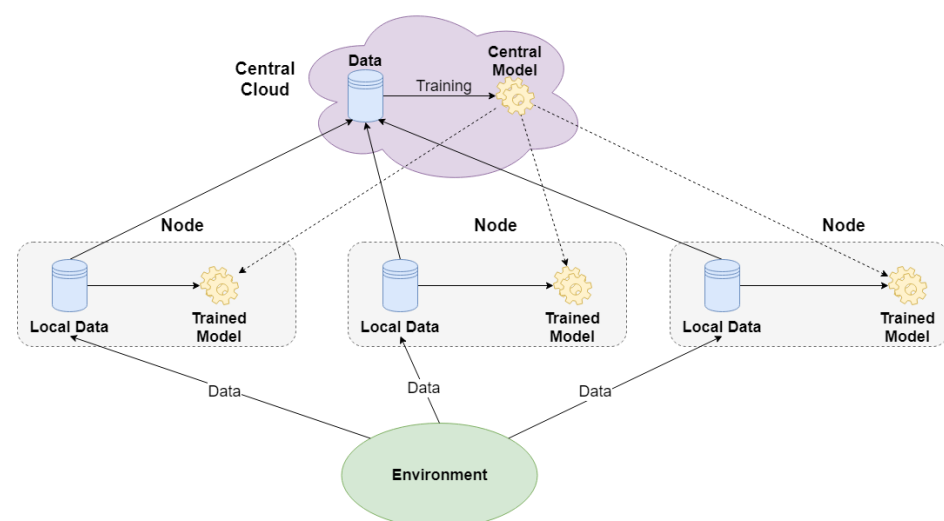 Data
Central
Model
Central
Cloud
Training
Node
Node
Node
Local Data
Trained
Model
Local Data
Trained
Model
Local Data
Trained
Model
Data
Data
Data
Environment